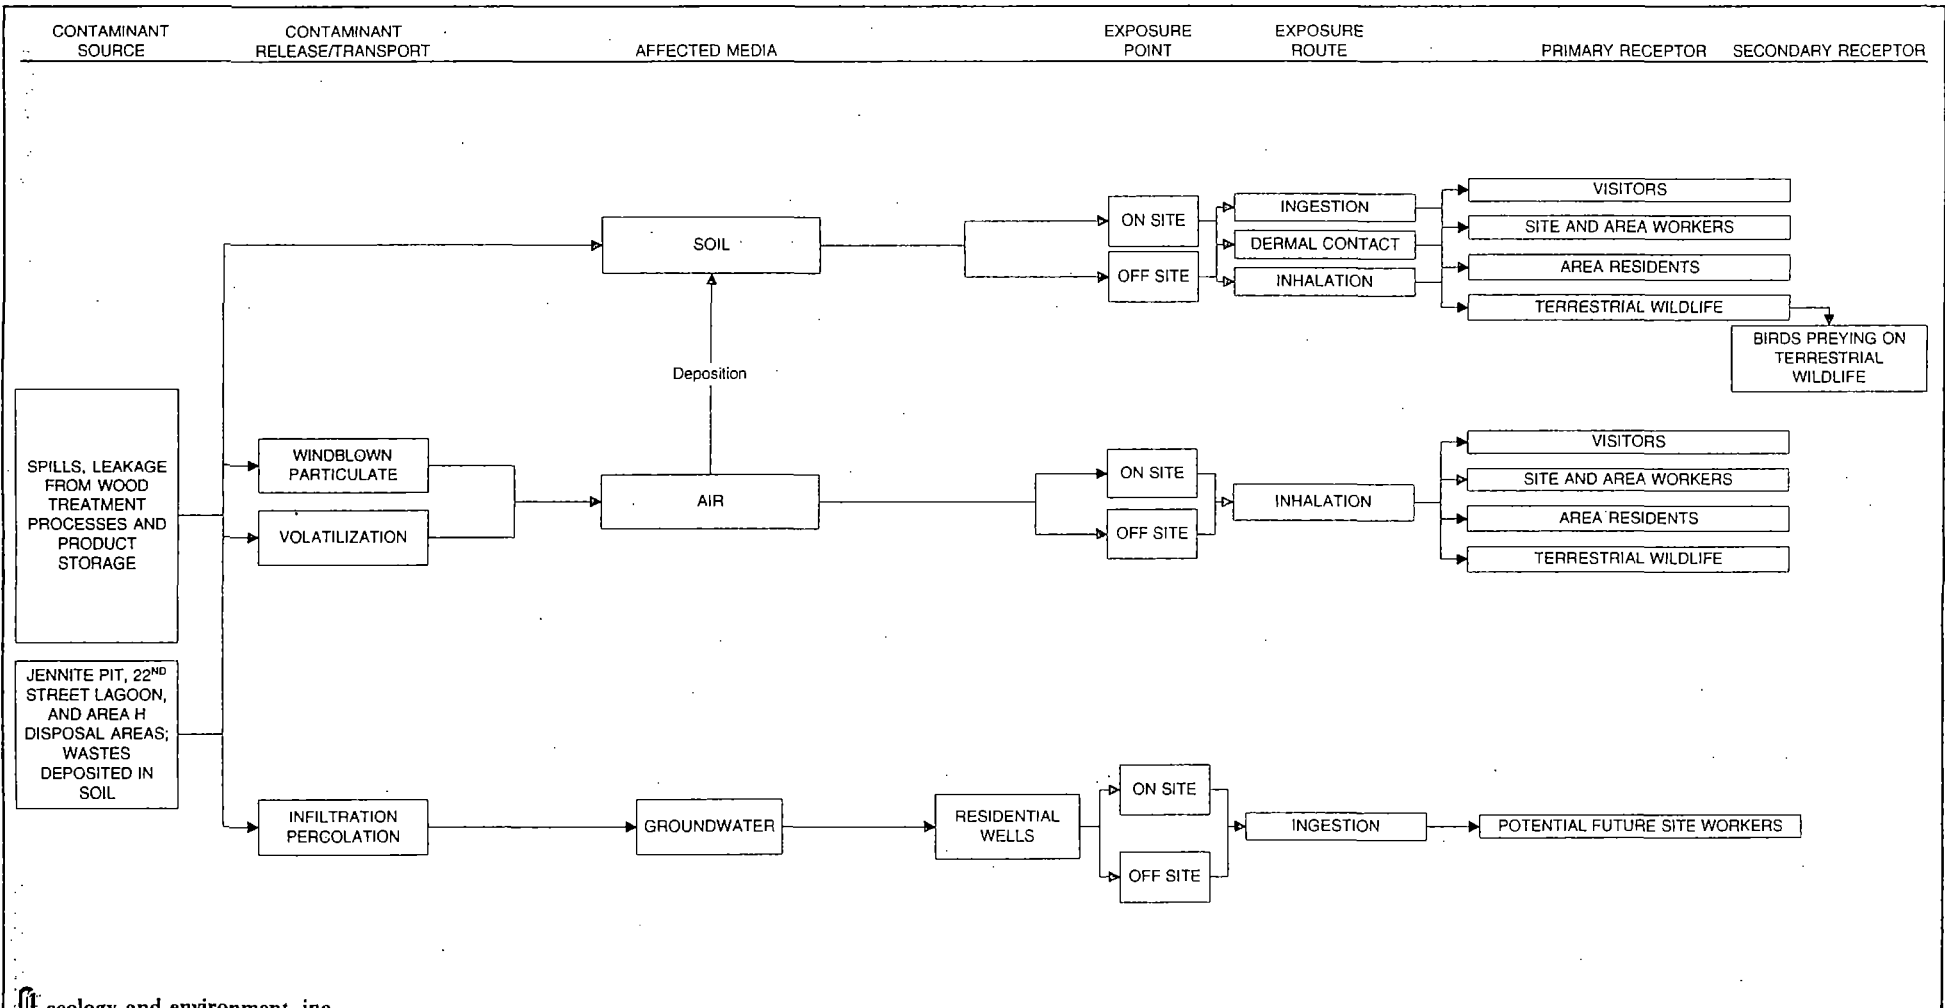 CONTAMINANT
SOURCE
CONTAMINANT
RELEASE/TRANSPORT
AFFECTED MEDIA
EXPOSURE
POINT
EXPOSURE
ROUTE
PRIMARY RECEPTOR
SECONDARY RECEPTOR
SPILLS, LEAKAGE
FROM WOOD
TREATMENT
PROCESSES AND
PRODUCT
STORAGE
JENNITE PIT, 22ND
STREET LAGOON,
AND AREA H
DISPOSAL AREAS;
WASTES
DEPOSITED IN
SOIL
SOIL
ON SITE
OFF SITE
INGESTION
DERMAL CONTACT
INHALATION
VISITORS
SITE AND AREA WORKERS
AREA RESIDENTS
TERRESTRIAL WILDLIFE
BIRDS PREYING ON
TERRESTRIAL
WILDLIFE
Deposition
WINDBLOWN
PARTICULATE
VOLATILIZATION
AIR
ON SITE
OFF SITE
INHALATION
VISITORS
SITE AND AREA WORKERS
AREA RESIDENTS
TERRESTRIAL WILDLIFE
INFILTRATION
PERCOLATION
GROUNDWATER
RESIDENTIAL
WELLS
ON SITE
OFF SITE
INGESTION
POTENTIAL FUTURE SITE WORKERS
ecology and environment, inc.